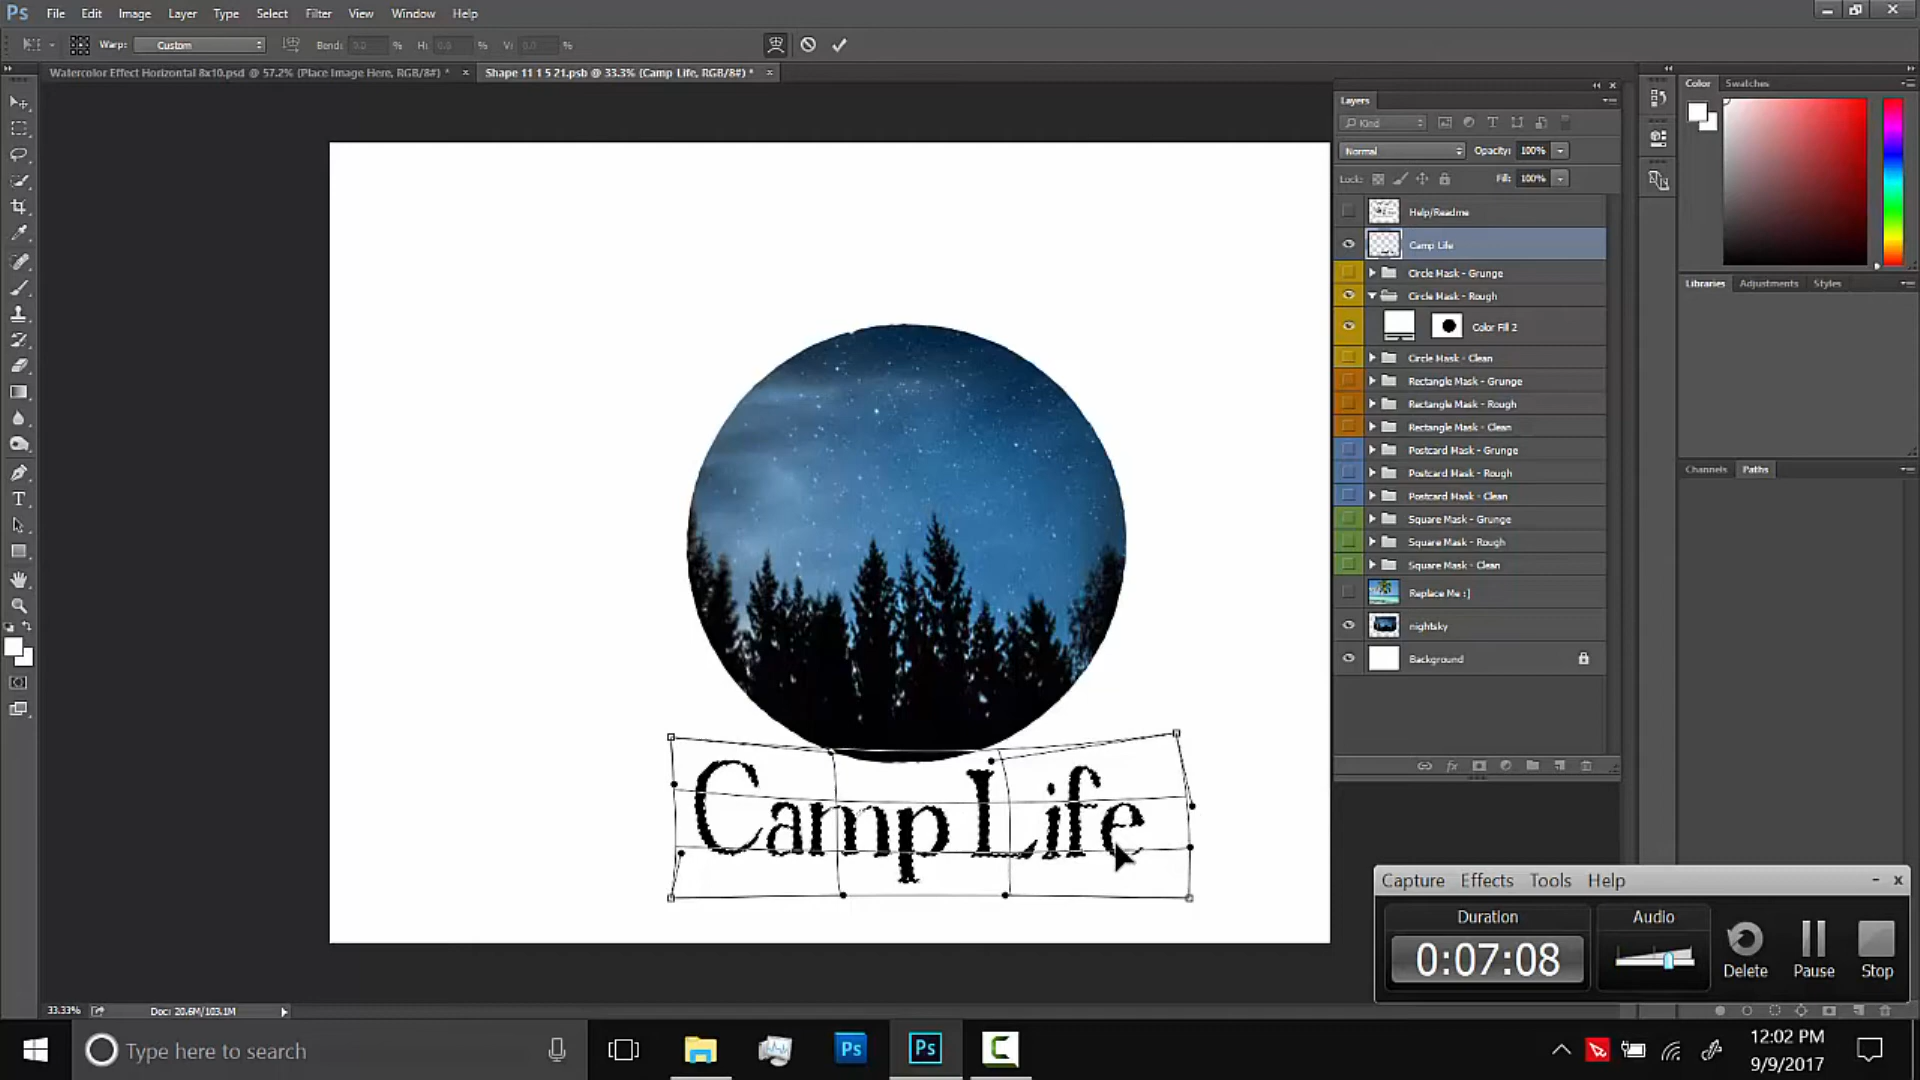 Ps File Edit Image Layer Type Select Filter View Window Help
Warp: Custom Bend: 0.0 % H: 0.0 % V: 0.0 %
Watercolor Effect Horizontal 8x10.psd @ 57.2% (Place Image Here, RGB/8#) * × Shape 11 1 5 21.psb @ 33.3% (Camp Life, RGB/8#) * ×
Layers
Kind
Normal Opacity: 100%
Lock: Fill: 100%
Help/Readme
Camp Life
Circle Mask - Grunge
Circle Mask - Rough
Color Fill 2
Circle Mask - Clean
Rectangle Mask - Grunge
Rectangle Mask - Rough
Rectangle Mask - Clean
Postcard Mask - Grunge
Postcard Mask - Rough
Postcard Mask - Clean
Square Mask - Grunge
Square Mask - Rough
Square Mask - Clean
Replace Me :]
nightsky
Background
fx
Color Swatches
Libraries Adjustments Styles
Channels Paths
Camp Life
Capture Effects Tools Help
Duration Audio
0:07:08
Delete Pause Stop
33.33% Doc: 20.6M/103.1M
Type here to search
Ps Ps
12:02 PM
9/9/2017